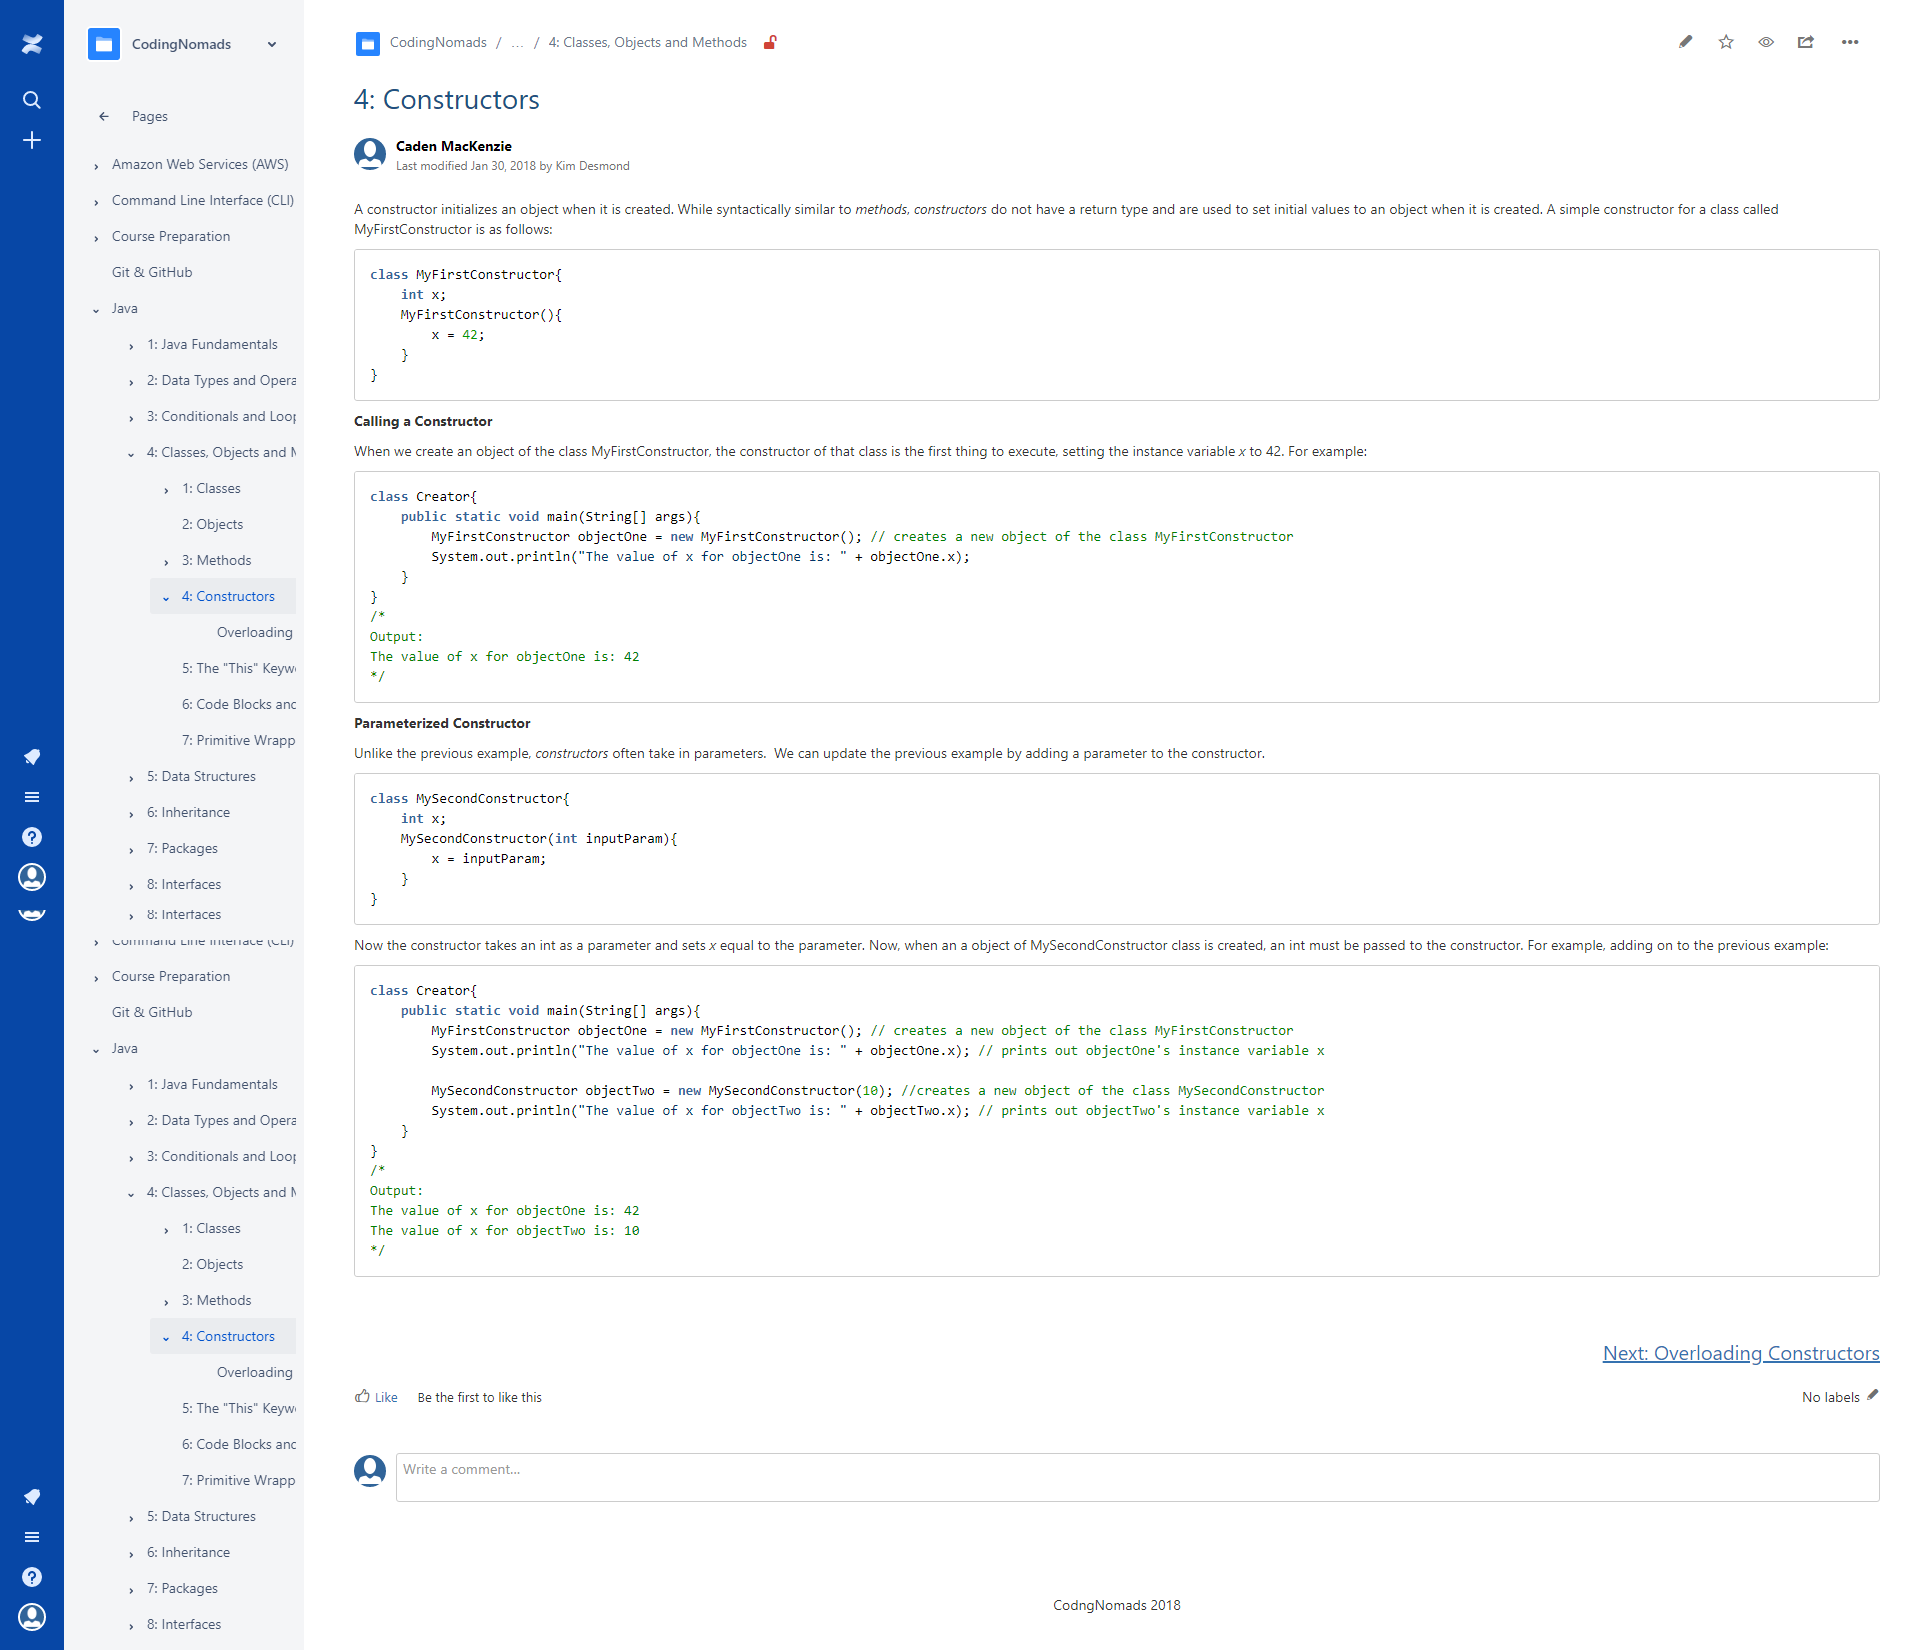 CodingNomads
Pages
Amazon Web Services (AWS)
Command Line Interface (CLI)
Course Preparation
Git & GitHub
Java
1: Java Fundamentals
2: Data Types and Opera
3: Conditionals and Loop
4: Classes, Objects and M
1: Classes
2: Objects
3: Methods
4: Constructors
Overloading
5: The "This" Keyw
6: Code Blocks and
7: Primitive Wrapp
5: Data Structures
6: Inheritance
7: Packages
8: Interfaces
8: Interfaces
Command Line Interface (CLI)
Course Preparation
Git & GitHub
Java
1: Java Fundamentals
2: Data Types and Opera
3: Conditionals and Loop
4: Classes, Objects and M
1: Classes
2: Objects
3: Methods
4: Constructors
Overloading
5: The "This" Keyw
6: Code Blocks and
7: Primitive Wrapp
5: Data Structures
6: Inheritance
7: Packages
8: Interfaces
CodingNomads / ... / 4: Classes, Objects and Methods
4: Constructors
Caden MacKenzie
Last modified Jan 30, 2018 by Kim Desmond
A constructor initializes an object when it is created. While syntactically similar to methods, constructors do not have a return type and are used to set initial values to an object when it is created. A simple constructor for a class called
MyFirstConstructor is as follows:
class MyFirstConstructor{
    int x;
    MyFirstConstructor(){
        x = 42;
    }
}
Calling a Constructor
When we create an object of the class MyFirstConstructor, the constructor of that class is the first thing to execute, setting the instance variable x to 42. For example:
class Creator{
    public static void main(String[] args){
        MyFirstConstructor objectOne = new MyFirstConstructor(); // creates a new object of the class MyFirstConstructor
        System.out.println("The value of x for objectOne is: " + objectOne.x);
    }
}
/*
Output:
The value of x for objectOne is: 42
*/
Parameterized Constructor
Unlike the previous example, constructors often take in parameters.  We can update the previous example by adding a parameter to the constructor.
class MySecondConstructor{
    int x;
    MySecondConstructor(int inputParam){
        x = inputParam;
    }
}
Now the constructor takes an int as a parameter and sets x equal to the parameter. Now, when an a object of MySecondConstructor class is created, an int must be passed to the constructor. For example, adding on to the previous example:
class Creator{
    public static void main(String[] args){
        MyFirstConstructor objectOne = new MyFirstConstructor(); // creates a new object of the class MyFirstConstructor
        System.out.println("The value of x for objectOne is: " + objectOne.x); // prints out objectOne's instance variable x
        MySecondConstructor objectTwo = new MySecondConstructor(10); //creates a new object of the class MySecondConstructor
        System.out.println("The value of x for objectTwo is: " + objectTwo.x); // prints out objectTwo's instance variable x
    }
}
/*
Output:
The value of x for objectOne is: 42
The value of x for objectTwo is: 10
*/
Next: Overloading Constructors
Like Be the first to like this
No labels
Write a comment...
CodngNomads 2018